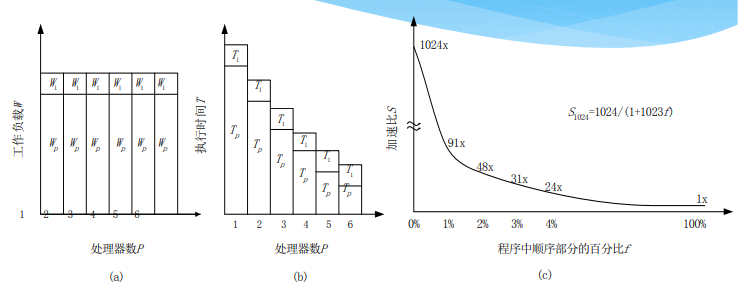 工作负载W
W1 W1 W1 W1 W1 W1
Wp Wp Wp Wp Wp Wp
1 2 3 4 5 6
处理器数P
(a)
执行时间T
T1 T1 T1 T1 T1 T1
Tp Tp Tp Tp Tp Tp
1 2 3 4 5 6
处理器数P
(b)
加速比S
1024x
S1024=1024/(1+1023f)
91x
48x
31x
24x
1x
0% 1% 2% 3% 4% 100%
程序中顺序部分的百分比f
(c)